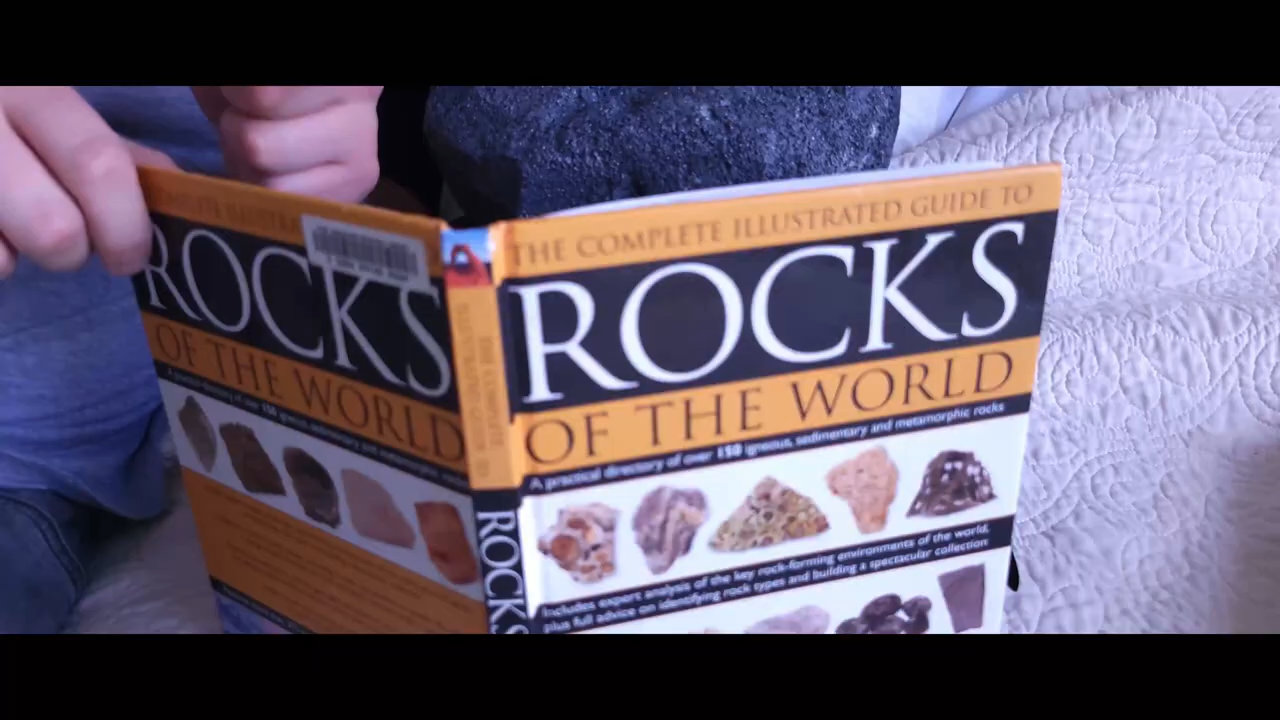 ROCKS
OF THE WORLD
THE COMPLETE ILLUSTRATED GUIDE TO
ROCKS
OF THE WORLD
A practical directory of over 150 igneous, sedimentary and metamorphic rocks
Includes expert analysis of the key rock-forming environments of the world,
plus full advice on identifying rock types and building a spectacular collection
ROCKS